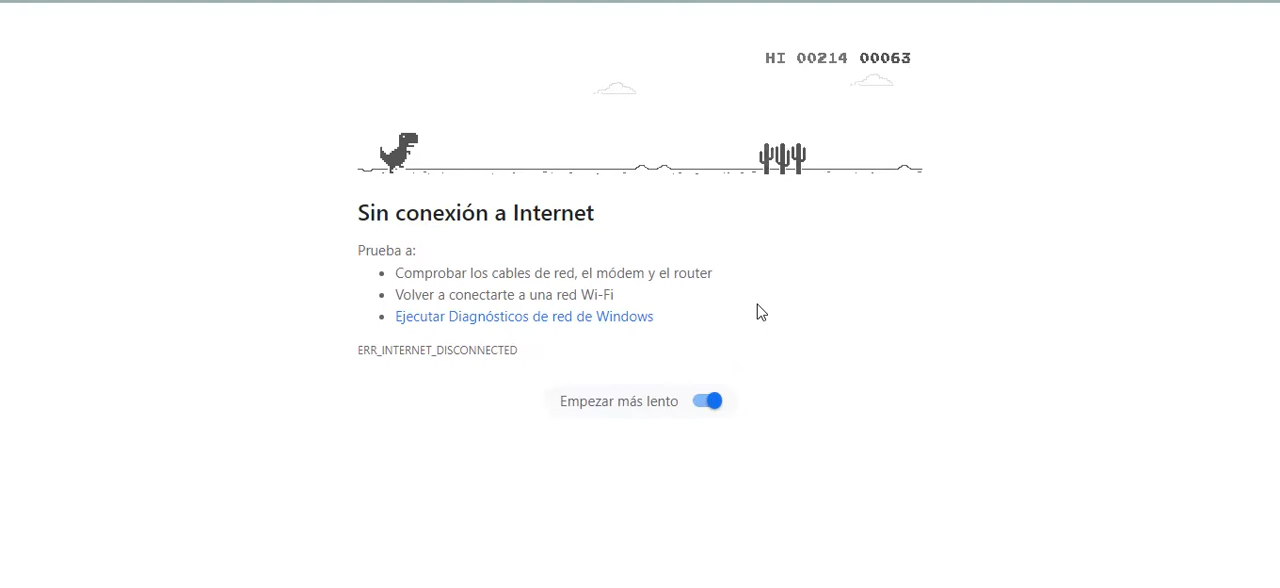 HI 00214 00063
Sin conexión a Internet
Prueba a:
• Comprobar los cables de red, el módem y el router
• Volver a conectarte a una red Wi-Fi
• Ejecutar Diagnósticos de red de Windows
ERR_INTERNET_DISCONNECTED
Empezar más lento